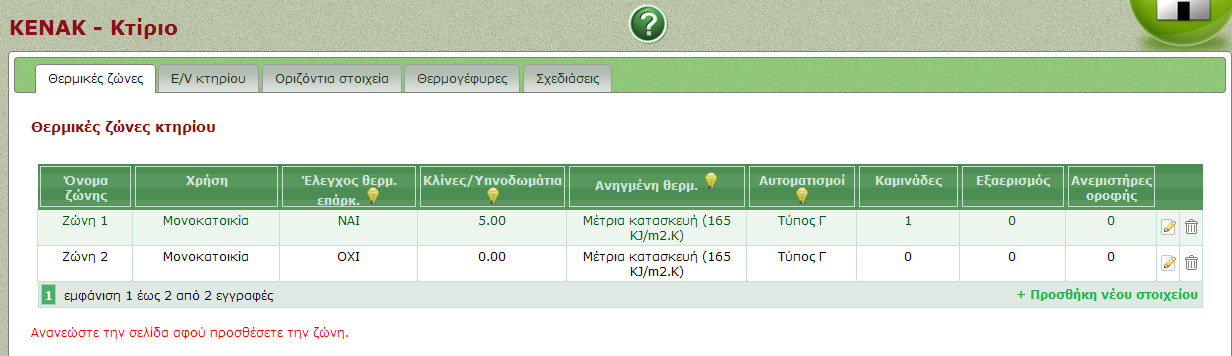 KENAK - Κτίριο
?
Θερμικές ζώνες E/V κτηρίου Οριζόντια στοιχεία Θερμογέφυρες Σχεδιάσεις
Θερμικές ζώνες κτηρίου
Όνομα ζώνης Χρήση Έλεγχος θερμ. επάρκ. Κλίνες/Υπνοδωμάτια Ανηγμένη θερμ. Αυτοματισμοί Καμινάδες Εξαερισμός Ανεμιστήρες οροφής
Ζώνη 1 Μονοκατοικία ΝΑΙ 5.00 Μέτρια κατασκευή (165 KJ/m2.K) Τύπος Γ 1 0 0
Ζώνη 2 Μονοκατοικία ΟΧΙ 0.00 Μέτρια κατασκευή (165 KJ/m2.K) Τύπος Γ 0 0 0
1 εμφάνιση 1 έως 2 από 2 εγγραφές + Προσθήκη νέου στοιχείου
Ανανεώστε την σελίδα αφού προσθέσετε την ζώνη.